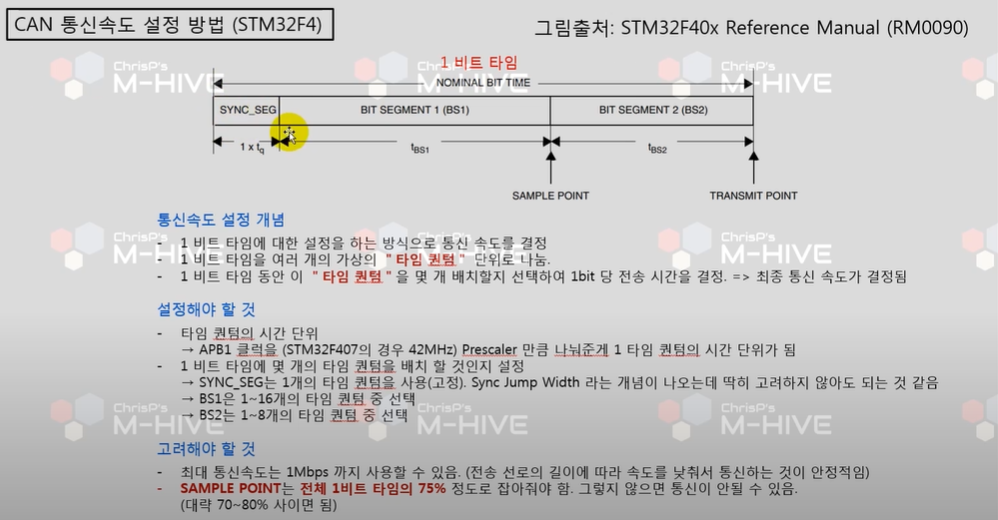 CAN 통신속도 설정 방법 (STM32F4)
그림출처: STM32F40x Reference Manual (RM0090)
1 비트 타임
NOMINAL BIT TIME
SYNC_SEG
BIT SEGMENT 1 (BS1)
BIT SEGMENT 2 (BS2)
1 x tq
tBS1
tBS2
SAMPLE POINT
TRANSMIT POINT
통신속도 설정 개념
- 1 비트 타임에 대한 설정을 하는 방식으로 통신 속도를 결정
- 1 비트 타임을 여러 개의 가상의 " 타임 퀀텀 " 단위로 나눔.
- 1 비트 타임 동안 이 " 타임 퀀텀 " 을 몇 개 배치할지 선택하여 1bit 당 전송 시간을 결정. => 최종 통신 속도가 결정됨
설정해야 할 것
- 타임 퀀텀의 시간 단위
→ APB1 클럭을 (STM32F407의 경우 42MHz) Prescaler 만큼 나눠준게 1 타임 퀀텀의 시간 단위가 됨
- 1 비트 타임에 몇 개의 타임 퀀텀을 배치 할 것인지 설정
→ SYNC_SEG는 1개의 타임 퀀텀을 사용(고정). Sync Jump Width 라는 개념이 나오는데 딱히 고려하지 않아도 되는 것 같음
→ BS1은 1~16개의 타임 퀀텀 중 선택
→ BS2는 1~8개의 타임 퀀텀 중 선택
고려해야 할 것
- 최대 통신속도는 1Mbps 까지 사용할 수 있음. (전송 선로의 길이에 따라 속도를 낮춰서 통신하는 것이 안정적임)
- SAMPLE POINT는 전체 1비트 타임의 75% 정도로 잡아줘야 함. 그렇지 않으면 통신이 안될 수 있음.
(대략 70~80% 사이면 됨)
ChrisP's
M-HIVE
ChrisP's
M-HIVE
ChrisP's
M-HIVE
ChrisP's
M-HIVE
ChrisP's
M-HIVE
ChrisP's
M-HIVE
ChrisP's
M-HIVE
ChrisP's
M-HIVE
ChrisP's
M-HIVE